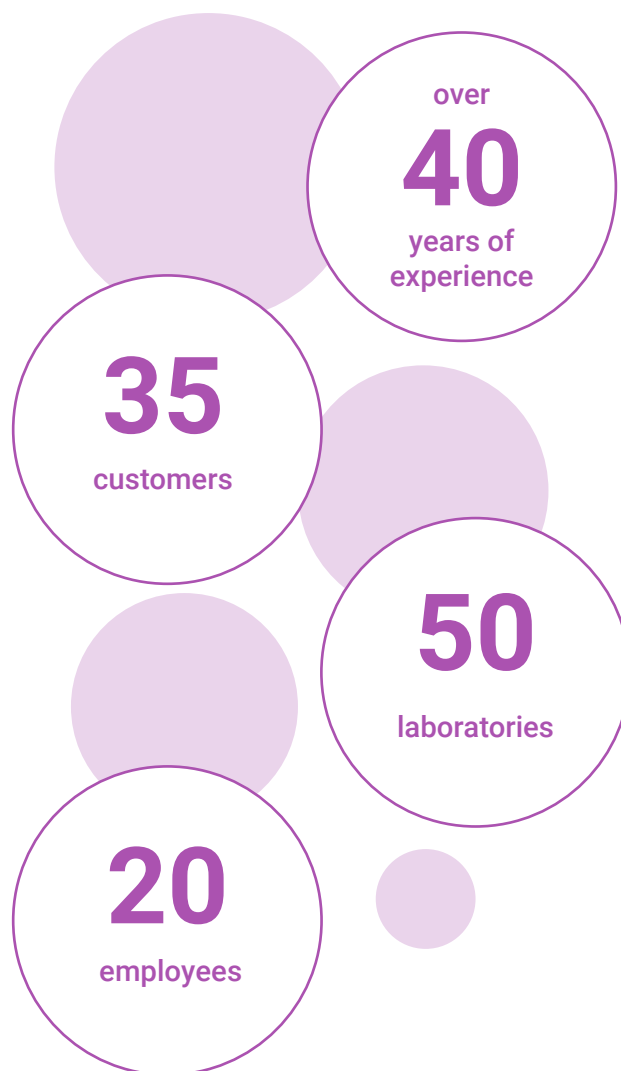 over
40
years of
experience
35
customers
50
laboratories
20
employees